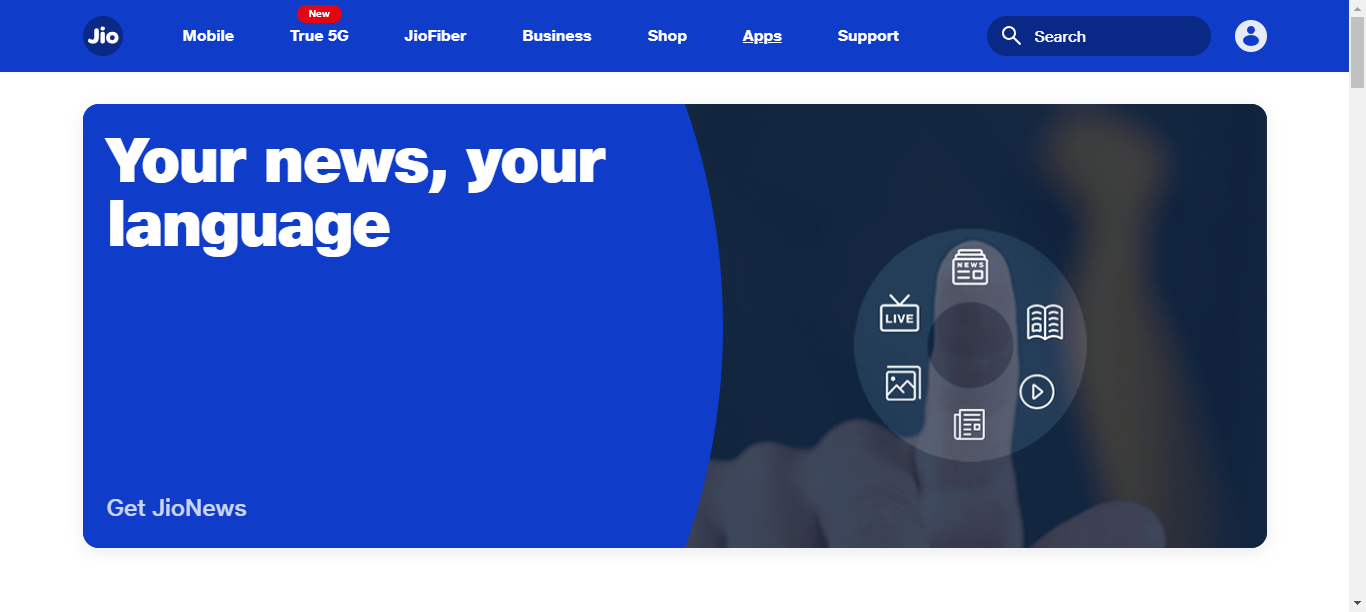 New
Jio Mobile True 5G JioFiber Business Shop Apps Support Search
Your news, your
language
NEWS
LIVE
Get JioNews